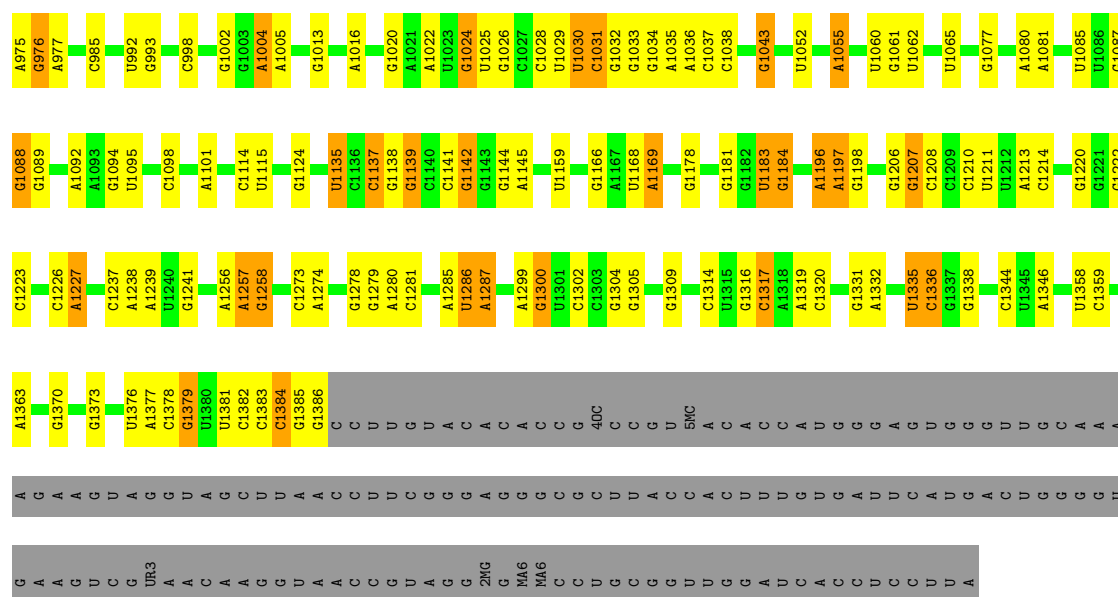 A975 G976 A977 C985 U992 G993 C998 G1002 G1003 A1004 A1005 G1013 A1016 G1020 A1021 A1022 U1023 G1024 U1025 G1026 C1027 C1028 U1029 U1030 C1031 G1032 G1033 G1034 A1035 A1036 C1037 C1038 G1043 U1052 A1055 U1060 G1061 U1062 U1065 G1077 A1080 A1081 U1085 U1086 G1087
G1088 G1089 A1092 A1093 G1094 U1095 C1098 A1101 C1114 U1115 G1124 U1135 C1136 C1137 G1138 G1139 C1140 C1141 G1142 G1143 G1144 A1145 U1159 G1166 A1167 U1168 A1169 G1178 G1181 G1182 U1183 G1184 A1196 A1197 G1198 G1206 G1207 C1208 C1209 C1210 U1211 U1212 A1213 C1214 G1220 G1221 G1222
C1223 C1226 A1227 C1237 A1238 A1239 U1240 G1241 A1256 A1257 G1258 C1273 A1274 G1278 G1279 A1280 C1281 A1285 U1286 A1287 A1299 G1300 U1301 C1302 C1303 G1304 G1305 G1309 C1314 U1315 G1316 C1317 A1318 A1319 C1320 G1331 A1332 U1335 C1336 G1337 G1338 C1344 U1345 A1346 U1358 C1359
A1363 G1370 G1373 U1376 A1377 C1378 G1379 U1380 U1381 C1382 C1383 C1384 G1385 G1386 C C U U G U A C A C A C C G 4OC C G U 5MC A C A C C A U G G G A G U G G G U U G C A A A
A G A A G U A G G U A G C U U A A C C U U C G G G A G G G C G C U U A C C A C U U U G U G A U U C A U G A C U G G G G U
G A A G U C G UR3 A A C A A G G U A A C C G U A G G 2MG G MA6 MA6 C C U G C G G U U G G A U C A C C U C C U U A